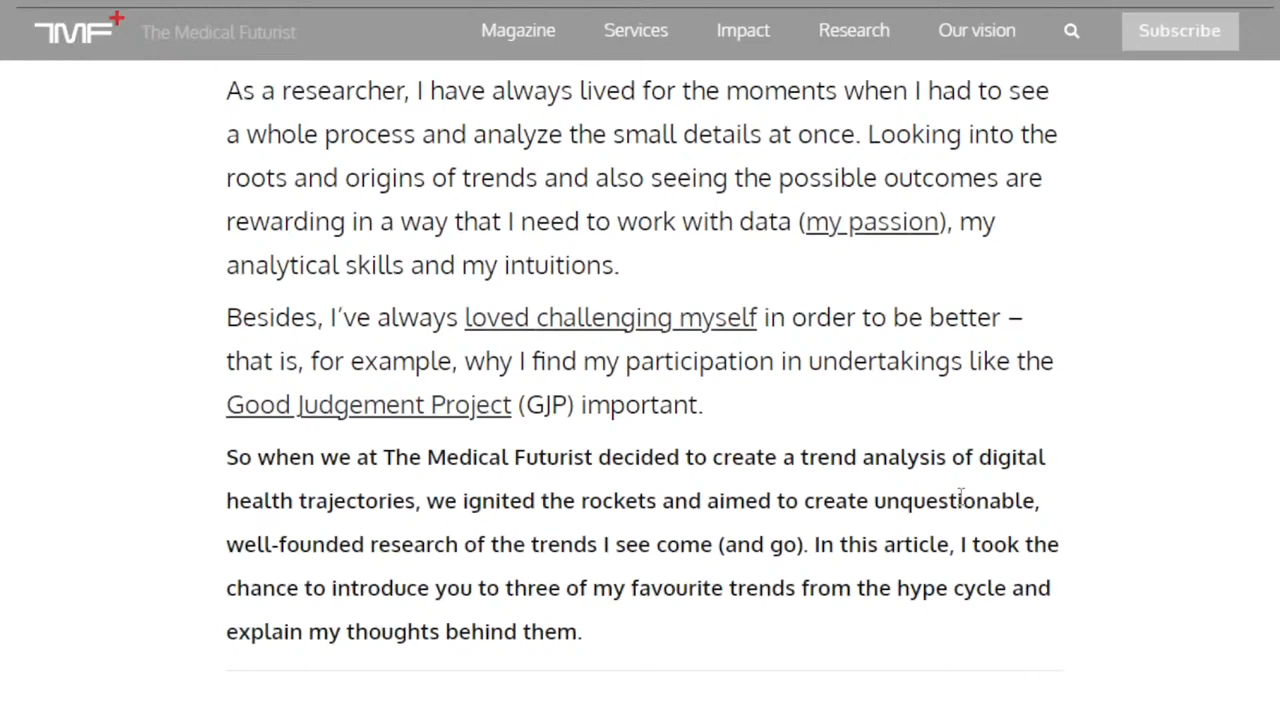 TMF+ The Medical Futurist Magazine Services Impact Research Our vision Subscribe
As a researcher, I have always lived for the moments when I had to see
a whole process and analyze the small details at once. Looking into the
roots and origins of trends and also seeing the possible outcomes are
rewarding in a way that I need to work with data (my passion), my
analytical skills and my intuitions.
Besides, I’ve always loved challenging myself in order to be better –
that is, for example, why I find my participation in undertakings like the
Good Judgement Project (GJP) important.
So when we at The Medical Futurist decided to create a trend analysis of digital
health trajectories, we ignited the rockets and aimed to create unquestionable,
well-founded research of the trends I see come (and go). In this article, I took the
chance to introduce you to three of my favourite trends from the hype cycle and
explain my thoughts behind them.